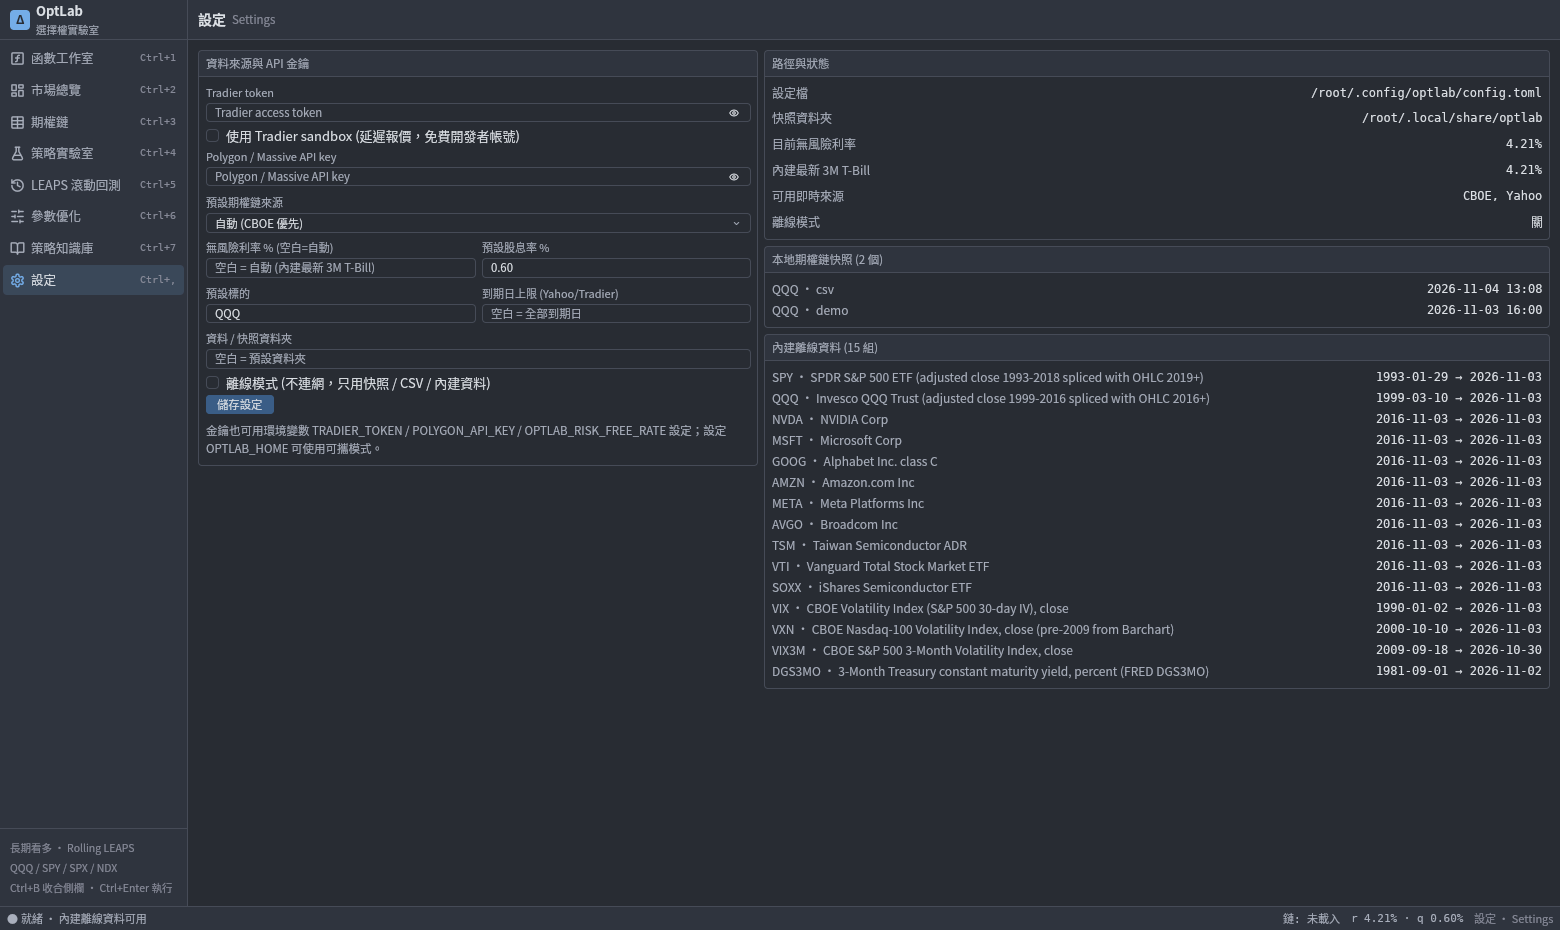 Δ
OptLab
選擇權實驗室
函數工作室 Ctrl+1
市場總覽 Ctrl+2
期權鏈 Ctrl+3
策略實驗室 Ctrl+4
LEAPS 滾動回測 Ctrl+5
參數優化 Ctrl+6
策略知識庫 Ctrl+7
設定 Ctrl+,
長期看多 · Rolling LEAPS
QQQ / SPY / SPX / NDX
Ctrl+B 收合側欄 · Ctrl+Enter 執行
設定 Settings
資料來源與 API 金鑰
Tradier token
Tradier access token
使用 Tradier sandbox (延遲報價，免費開發者帳號)
Polygon / Massive API key
Polygon / Massive API key
預設期權鏈來源
自動 (CBOE 優先)
無風險利率 % (空白=自動) 預設股息率 %
空白 = 自動 (內建最新 3M T-Bill) 0.60
預設標的 到期日上限 (Yahoo/Tradier)
QQQ 空白 = 全部到期日
資料 / 快照資料夾
空白 = 預設資料夾
離線模式 (不連網，只用快照 / CSV / 內建資料)
儲存設定
金鑰也可用環境變數 TRADIER_TOKEN / POLYGON_API_KEY / OPTLAB_RISK_FREE_RATE 設定；設定
OPTLAB_HOME 可使用可攜模式。
路徑與狀態
設定檔 /root/.config/optlab/config.toml
快照資料夾 /root/.local/share/optlab
目前無風險利率 4.21%
內建最新 3M T-Bill 4.21%
可用即時來源 CBOE, Yahoo
離線模式 關
本地期權鏈快照 (2 個)
QQQ · csv 2026-11-04 13:08
QQQ · demo 2026-11-03 16:00
內建離線資料 (15 組)
SPY · SPDR S&P 500 ETF (adjusted close 1993-2018 spliced with OHLC 2019+) 1993-01-29 → 2026-11-03
QQQ · Invesco QQQ Trust (adjusted close 1999-2016 spliced with OHLC 2016+) 1999-03-10 → 2026-11-03
NVDA · NVIDIA Corp 2016-11-03 → 2026-11-03
MSFT · Microsoft Corp 2016-11-03 → 2026-11-03
GOOG · Alphabet Inc. class C 2016-11-03 → 2026-11-03
AMZN · Amazon.com Inc 2016-11-03 → 2026-11-03
META · Meta Platforms Inc 2016-11-03 → 2026-11-03
AVGO · Broadcom Inc 2016-11-03 → 2026-11-03
TSM · Taiwan Semiconductor ADR 2016-11-03 → 2026-11-03
VTI · Vanguard Total Stock Market ETF 2016-11-03 → 2026-11-03
SOXX · iShares Semiconductor ETF 2016-11-03 → 2026-11-03
VIX · CBOE Volatility Index (S&P 500 30-day IV), close 1990-01-02 → 2026-11-03
VXN · CBOE Nasdaq-100 Volatility Index, close (pre-2009 from Barchart) 2000-10-10 → 2026-11-03
VIX3M · CBOE S&P 500 3-Month Volatility Index, close 2009-09-18 → 2026-10-30
DGS3MO · 3-Month Treasury constant maturity yield, percent (FRED DGS3MO) 1981-09-01 → 2026-11-02
就緒 · 內建離線資料可用 鏈: 未載入 r 4.21% · q 0.60% 設定 · Settings